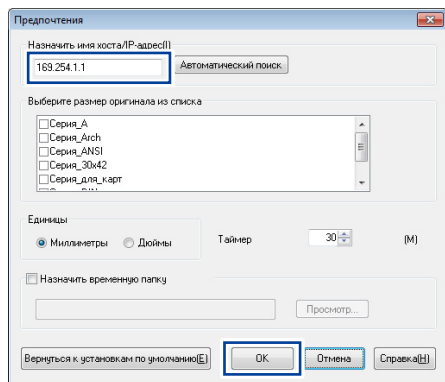 Предпочтения
Назначить имя хоста/IP-адрес(I)
169.254.1.1
Автоматический поиск
Выберите размер оригинала из списка
Серия_A
Серия_Arch
Серия_ANSI
Серия_30x42
Серия_для_карт
Единицы
Миллиметры
Дюймы
Таймер
30
(M)
Назначить временную папку
Просмотр...
Вернуться к установкам по умолчанию(E)
OK
Отмена
Справка(H)